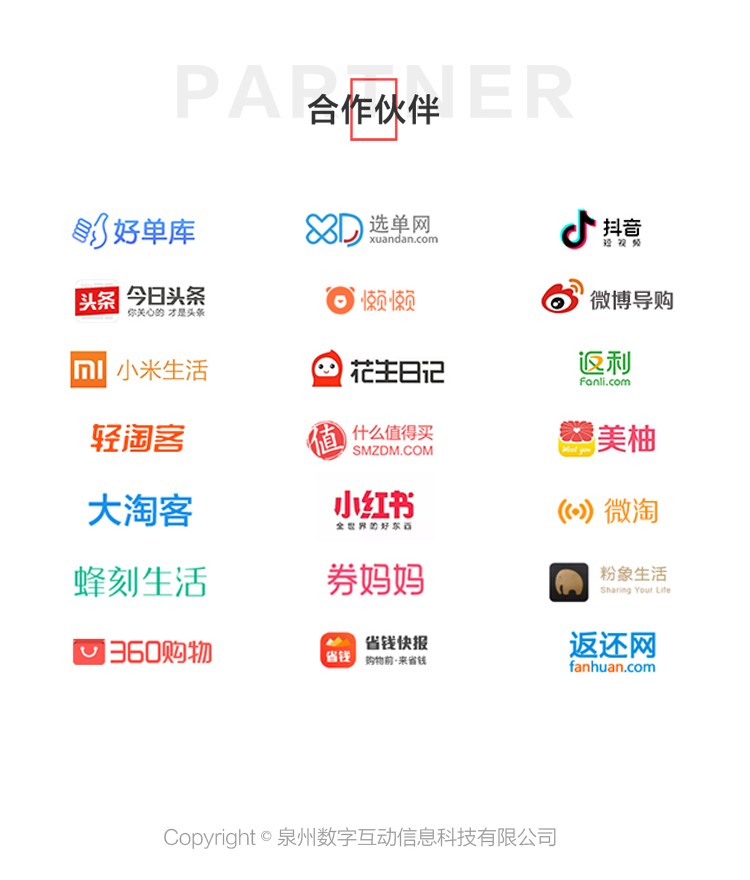 PARTNER
合作伙伴
好单库
选单网
xuandan.com
抖音
短视频
头条
今日头条
你关心的 才是头条
懒懒
微博导购
小米生活
花生日记
返利
Fanli.com
轻淘客
值
什么值得买
SMZDM.COM
美柚
Meet you
大淘客
小红书
全世界的好东西
微淘
蜂刻生活
券妈妈
粉象生活
Sharing Your Life
360购物
省钱
省钱快报
购物前·来省钱
返还网
fanhuan.com
Copyright © 泉州数字互动信息科技有限公司